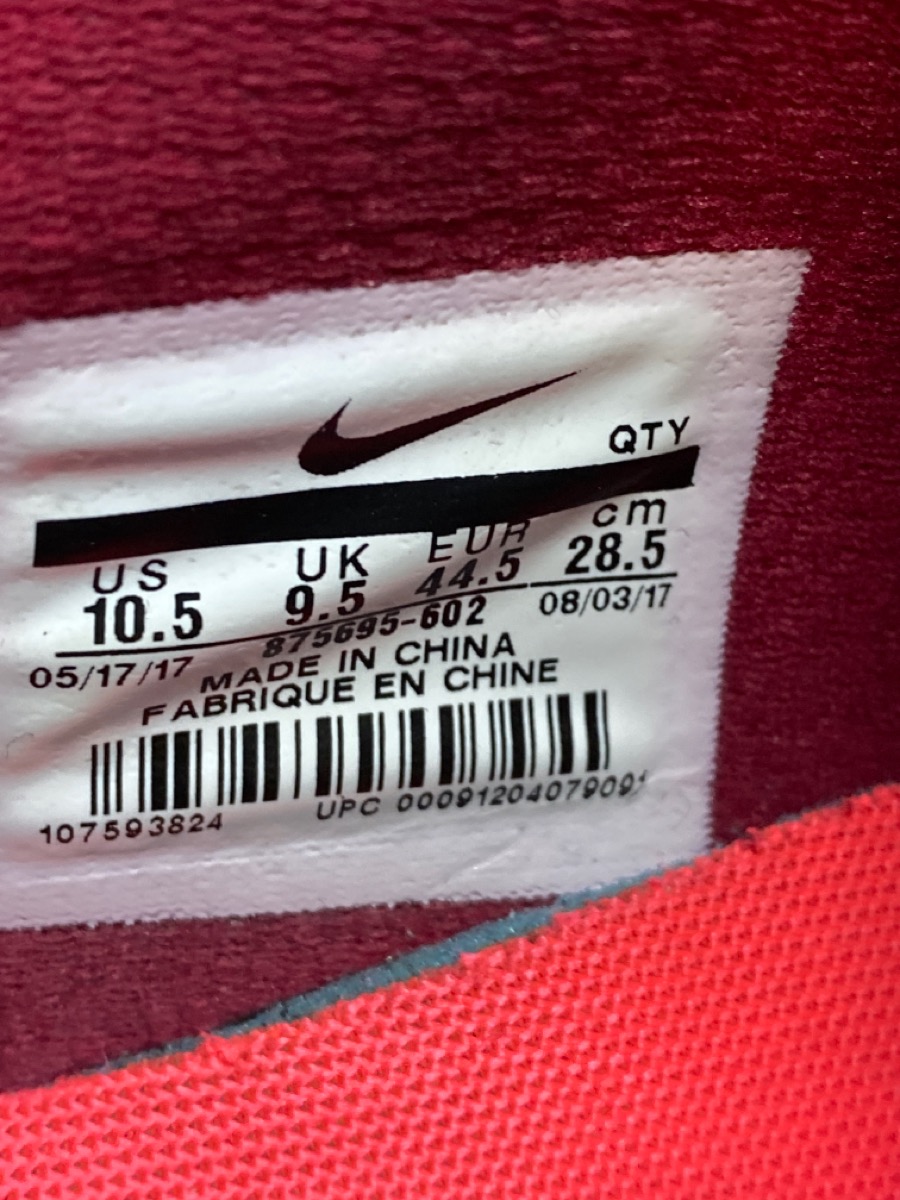 QTY
US UK EUR cm
10.5 9.5 44.5 28.5
05/17/17 875695-602 08/03/17
MADE IN CHINA
FABRIQUE EN CHINE
107593824 UPC